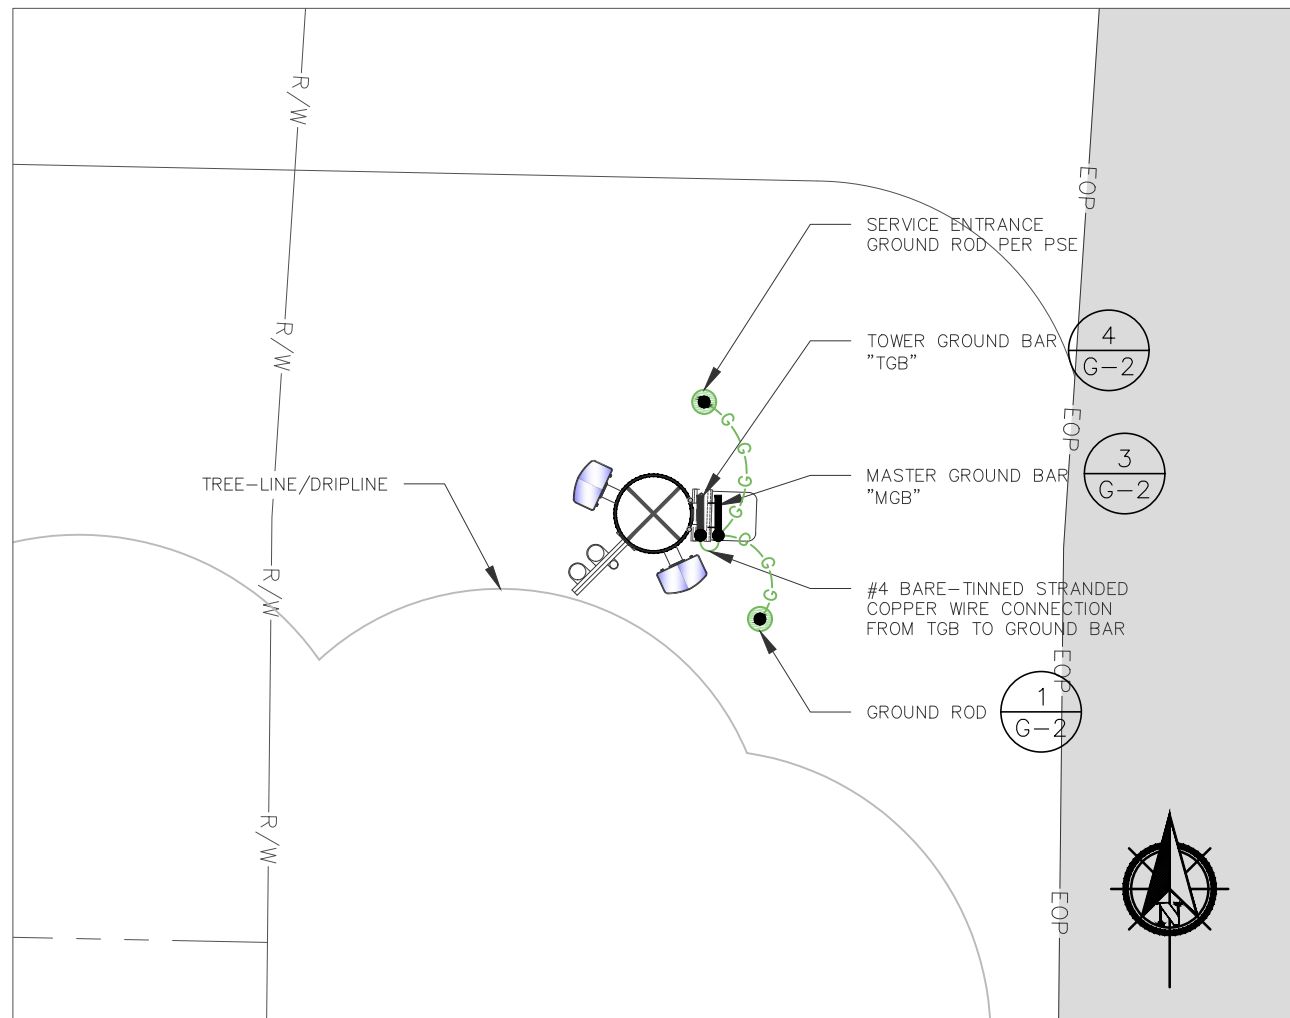 R/W
EOP
SERVICE ENTRANCE
GROUND ROD PER PSE
R/W
TOWER GROUND BAR
"TGB"
4
G-2
EOP
G
G
G
G
G
G
G
TREE-LINE/DRIPLINE
MASTER GROUND BAR
"MGB"
3
G-2
R/W
#4 BARE-TINNED STRANDED
COPPER WIRE CONNECTION
FROM TGB TO GROUND BAR
EOP
GROUND ROD
1
G-2
R/W
EOP
N